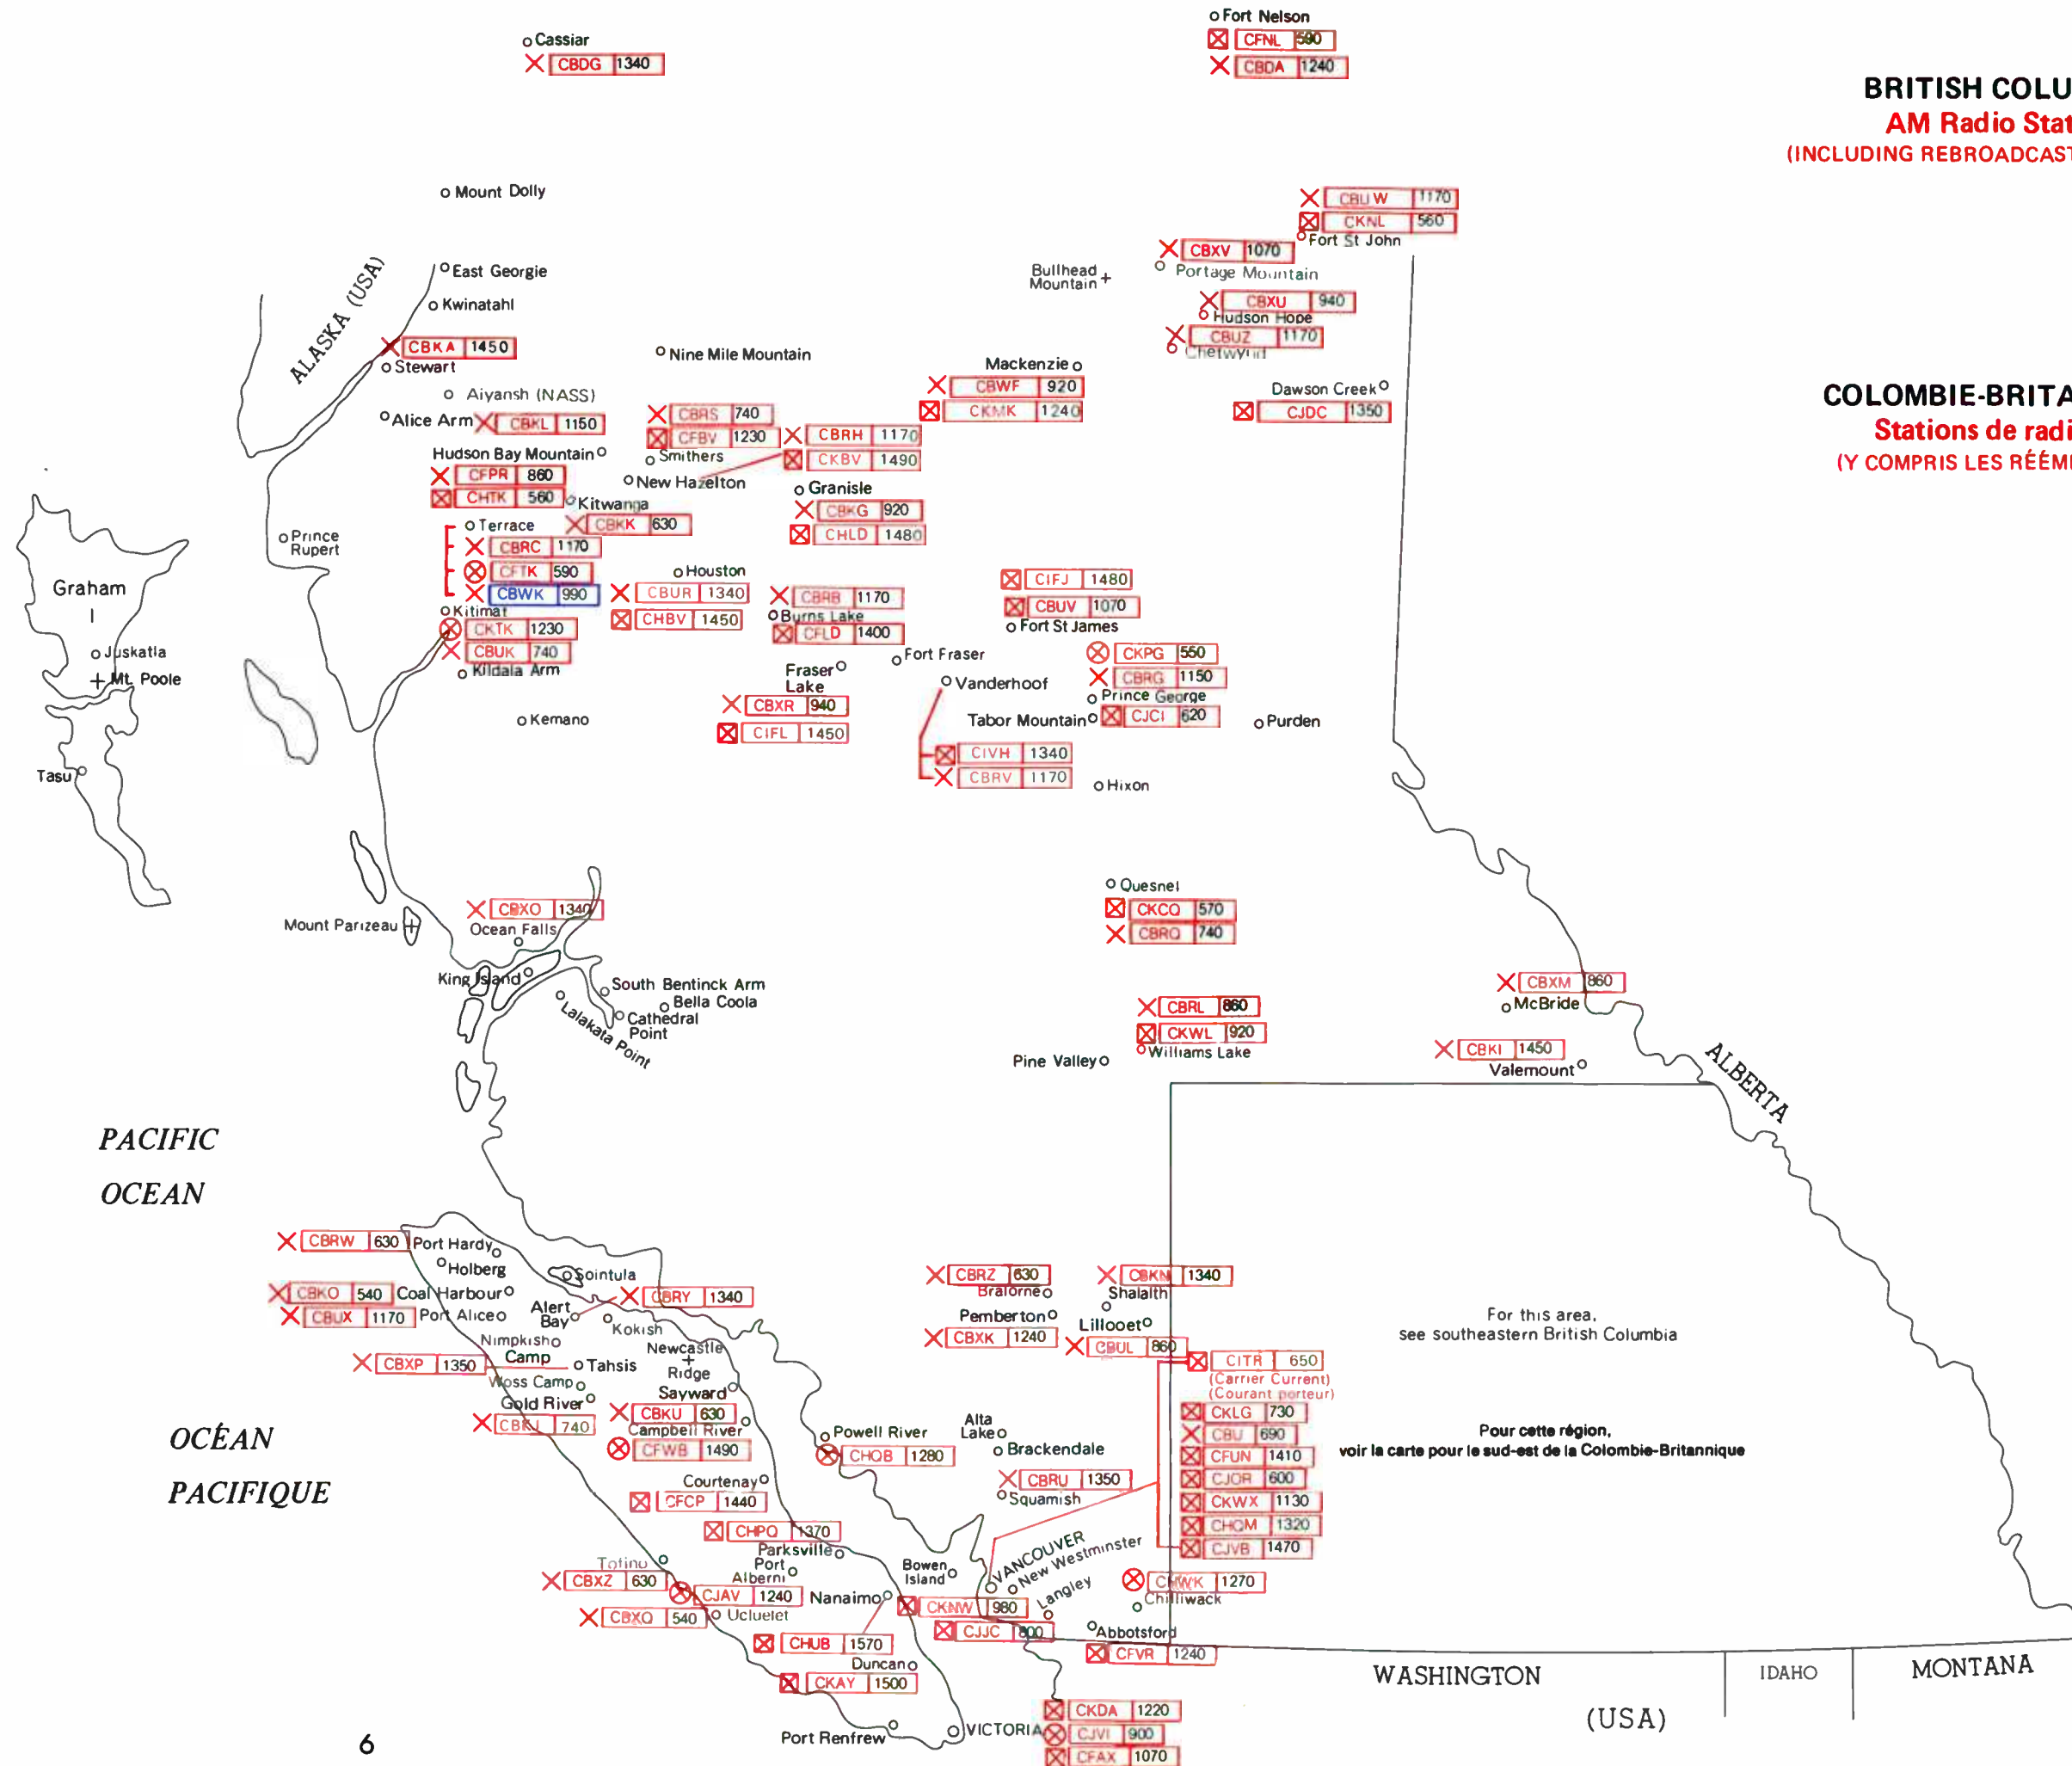 Fort Nelson
CFNL 590
CBDA 1240
Cassiar
CBDG 1340
BRITISH COLU
AM Radio Stat
(INCLUDING REBROADCAST
Mount Dolly
CBUW 1170
CKNL 560
Fort St John
CBXV 1070
Portage Mountain
Bullhead
Mountain
ALASKA (USA)
East Georgie
Kwinatahl
CBXU 940
Hudson Hope
CBUZ 1170
Chetwynd
CBKA 1450
Stewart
Nine Mile Mountain
Mackenzie
CBWF 920
CKMK 1240
Dawson Creek
CJDC 1350
COLOMBIE-BRITA
Stations de radi
(Y COMPRIS LES RÉÉMI
Aiyansh (NASS)
Alice Arm
CBKL 1150
CBRS 740
CFBV 1230
Smithers
CBRH 1170
CKBV 1490
New Hazelton
Hudson Bay Mountain
CFPR 860
CHTK 560
Kitwanga
CBKK 630
Granisle
CBKG 920
CHLD 1480
Prince
Rupert
Terrace
CBRC 1170
CFTK 590
CBWK 990
Houston
CBUR 1340
CHBV 1450
CBRB 1170
Burns Lake
CFLD 1400
CIFJ 1480
CBUV 1070
Fort St James
Graham
I
Juskatla
Mt. Poole
Tasu
Kitimat
CKTK 1230
CBUK 740
Kildala Arm
Kemano
Fraser
Lake
CBXR 940
CIFL 1450
Fort Fraser
Vanderhoof
CKPG 550
CBRG 1150
Prince George
Tabor Mountain
CJCI 620
Purden
CIVH 1340
CBRV 1170
Hixon
Quesnel
CKCQ 570
CBRQ 740
CBXO 1340
Ocean Falls
Mount Parizeau
King Island
South Bentinck Arm
Bella Coola
Cathedral
Point
Lalakata Point
CBXM 860
McBride
CBRL 860
CKWL 920
Williams Lake
Pine Valley
CBKI 1450
Valemount
ALBERTA
PACIFIC
OCEAN
CBRW 630
Port Hardy
Holberg
Sointula
CBKO 540
Coal Harbour
CBUX 1170
Port Alice
Alert
Bay
CBRY 1340
Kokish
Nimpkish
Camp
CBXP 1350
Tahsis
Newcastle
Ridge
Woss Camp
Gold River
CBKJ 740
Sayward
CBKU 630
Campbell River
CFWB 1490
CBRZ 630
Bralorne
CBKN 1340
Shalalth
Pemberton
CBXK 1240
Lillooet
CBUL 860
For this area,
see southeastern British Columbia
CITR 650
(Carrier Current)
(Courant porteur)
CKLG 730
CBU 690
CFUN 1410
CJOR 600
CKWX 1130
CHQM 1320
CJVB 1470
Pour cette région,
voir la carte pour le sud-est de la Colombie-Britannique
OCÉAN
PACIFIQUE
Powell River
CHQB 1280
Alta
Lake
Brackendale
CBRU 1350
Squamish
Courtenay
CFCP 1440
CHPQ 1370
Parksville
Port
Alberni
Tofino
CBXZ 630
CJAV 1240
CBXQ 540
Ucluelet
Nanaimo
Bowen
Island
VANCOUVER
New Westminster
Langley
CKNW 980
CJJC 800
CHWK 1270
Chilliwack
Abbotsford
CFVR 1240
CHUB 1570
Duncan
CKAY 1500
Port Renfrew
VICTORIA
CKDA 1220
CJVI 900
CFAX 1070
WASHINGTON
IDAHO
MONTANA
(USA)
6